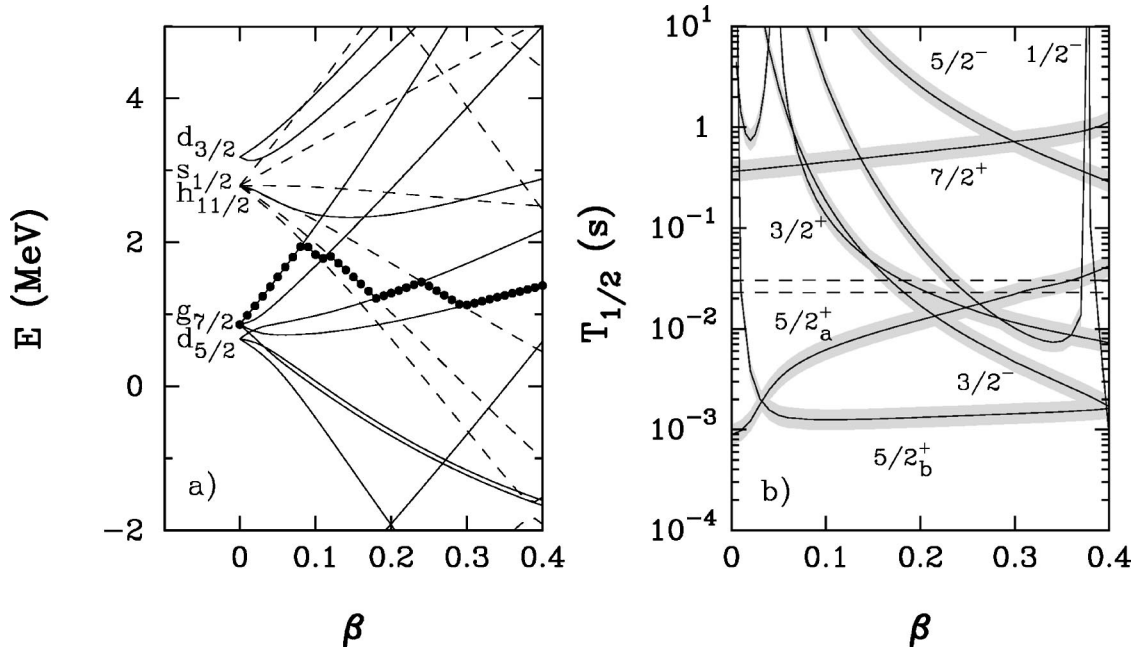 E (MeV)
4
2
0
−2
d3/2
s1/2
h11/2
g7/2
d5/2
a)
0
0.1
0.2
0.3
0.4
β
T1/2 (s)
10^1
1
10^−1
10^−2
10^−3
10^−4
5/2^−
1/2^−
7/2^+
3/2^+
5/2^+_a
3/2^−
5/2^+_b
b)
0
0.1
0.2
0.3
0.4
β